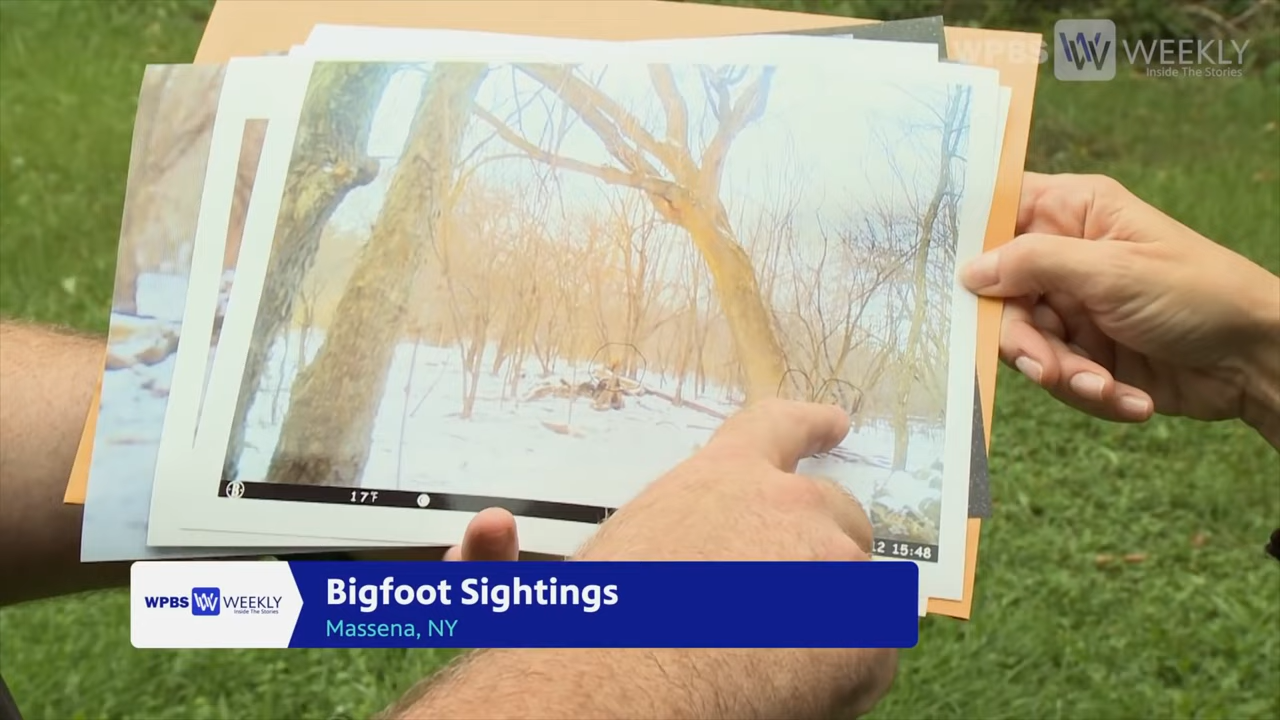 WPBS W WEEKLY
Inside The Stories
B 17°F
12 15:48
WPBS W WEEKLY
Inside The Stories
Bigfoot Sightings
Massena, NY